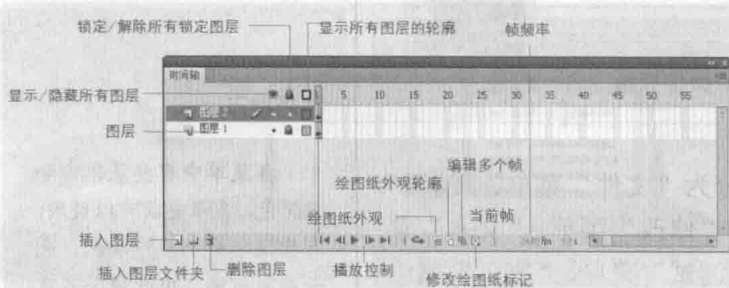 锁定/解除所有锁定图层
显示所有图层的轮廓
帧频率
时间轴
显示/隐藏所有图层
5 10 15 20 25 30 35 40 45 50 55
图层 2
图层
图层 1
编辑多个帧
绘图纸外观轮廓
绘图纸外观
当前帧
插入图层
fps
插入图层文件夹
删除图层
播放控制
修改绘图纸标记